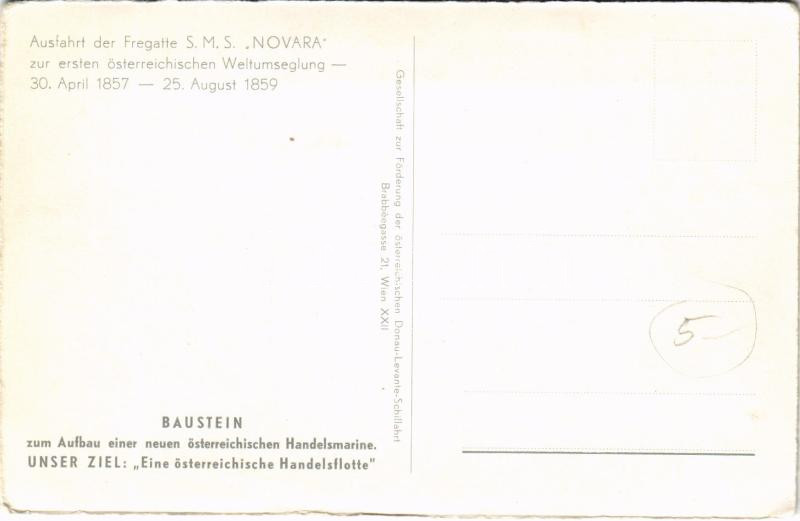 Ausfahrt der Fregatte S. M. S. „NOVARA"
zur ersten österreichischen Weltumseglung —
30. April 1857 — 25. August 1859
Gesellschaft zur Förderung der österreichischen Donau-Levante-Schiffahrt
Brabbéegasse 21, Wien XXII
5-
BAUSTEIN
zum Aufbau einer neuen österreichischen Handelsmarine.
UNSER ZIEL: „Eine österreichische Handelsflotte"